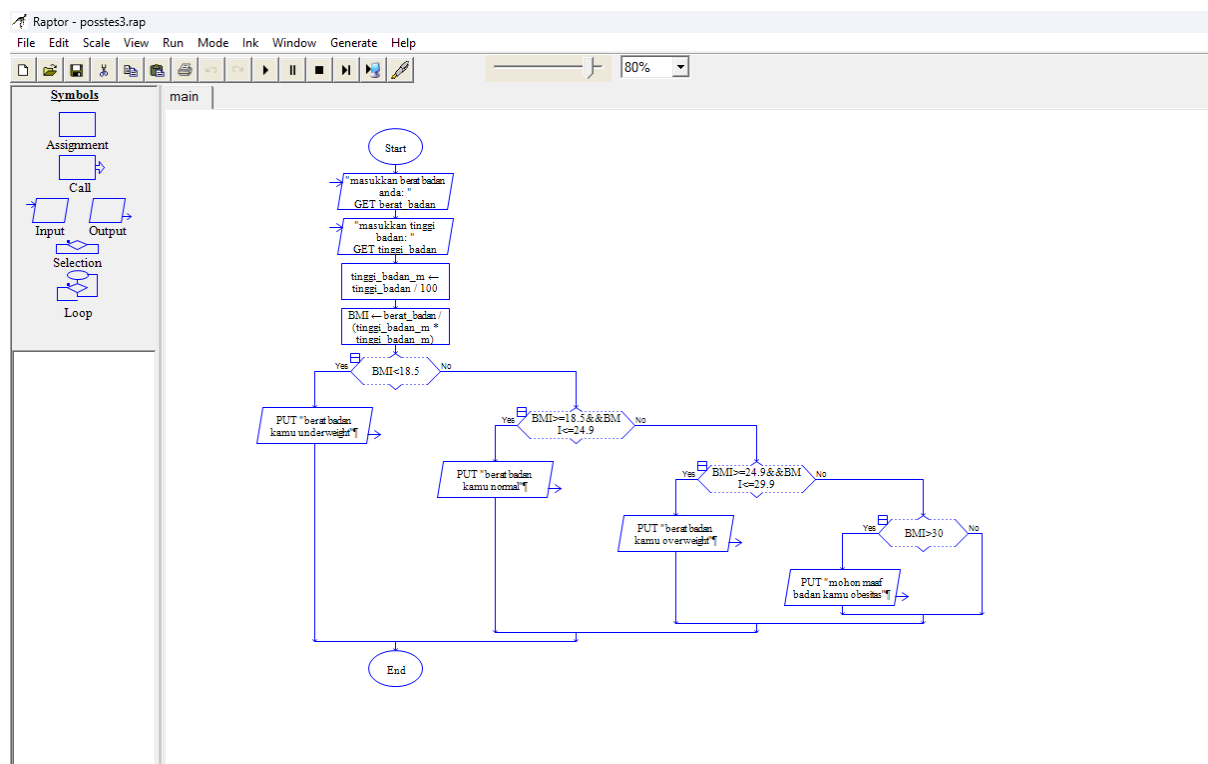 Raptor - posstes3.rap
File Edit Scale View Run Mode Ink Window Generate Help
80%
Symbols
Assignment
Call
Input Output
Selection
Loop
main
Start
"masukkan berat badan
anda: "
GET berat_badan
"masukkan tinggi
badan: "
GET tinggi_badan
tinggi_badan_m ←
tinggi_badan / 100
BMI ← berat_badan /
(tinggi_badan_m *
tinggi_badan_m)
Yes
BMI<18.5
No
PUT "berat badan
kamu underweight"¶
Yes
BMI>=18.5&&BM
I<=24.9
No
PUT "berat badan
kamu normal"¶
Yes
BMI>=24.9&&BM
I<=29.9
No
PUT "berat badan
kamu overweight"¶
Yes
BMI>30
No
PUT "mohon maaf
badan kamu obesitas"¶
End